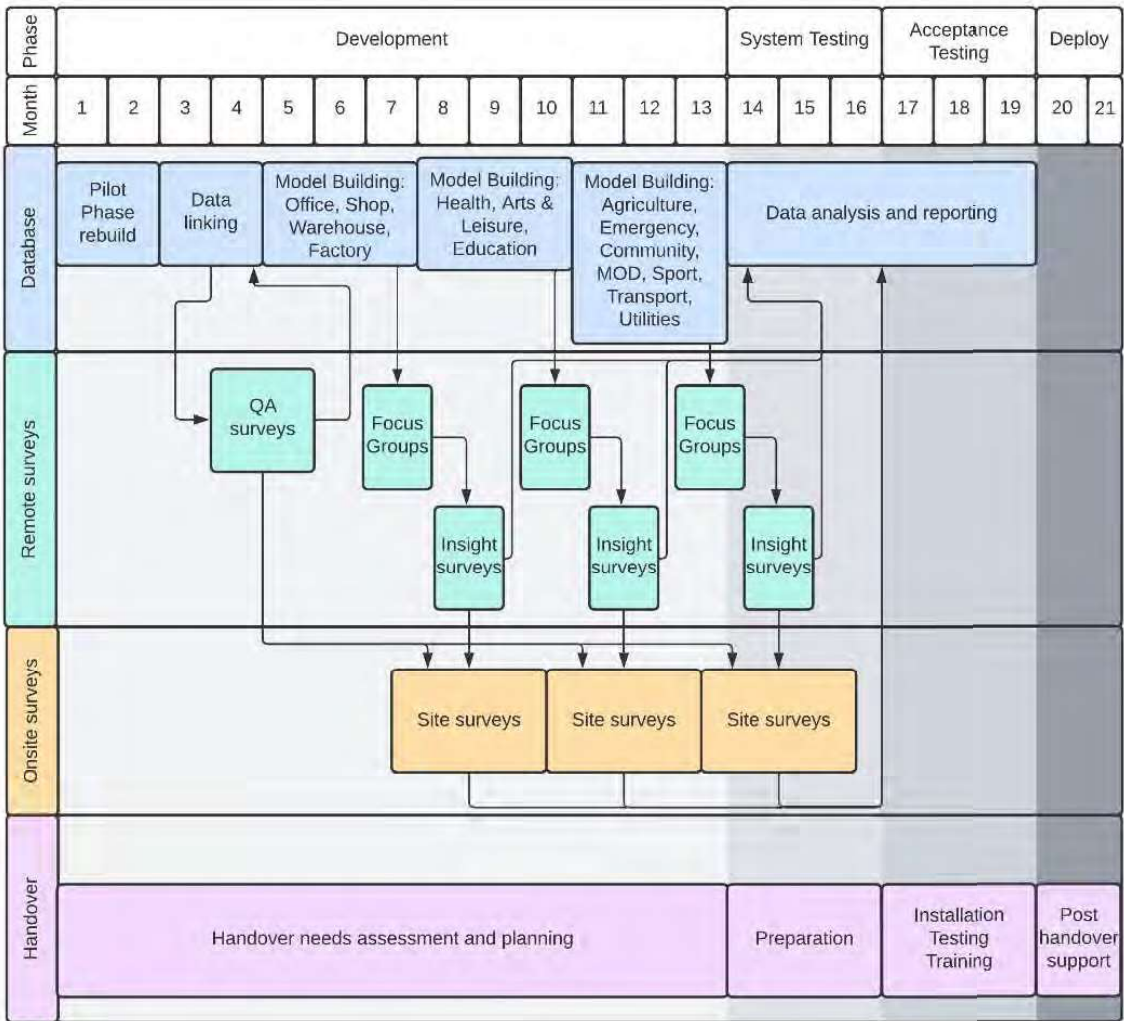 Phase
Development
System Testing
Acceptance
Testing
Deploy
Month
1 2 3 4 5 6 7 8 9 10 11 12 13 14 15 16 17 18 19 20 21
Database
Pilot
Phase
rebuild
Data
linking
Model Building:
Office, Shop,
Warehouse,
Factory
Model Building:
Health, Arts &
Leisure,
Education
Model Building:
Agriculture,
Emergency,
Community,
MOD, Sport,
Transport,
Utilities
Data analysis and reporting
Remote surveys
QA
surveys
Focus
Groups
Focus
Groups
Focus
Groups
Insight
surveys
Insight
surveys
Insight
surveys
Onsite surveys
Site surveys
Site surveys
Site surveys
Handover
Handover needs assessment and planning
Preparation
Installation
Testing
Training
Post
handover
support